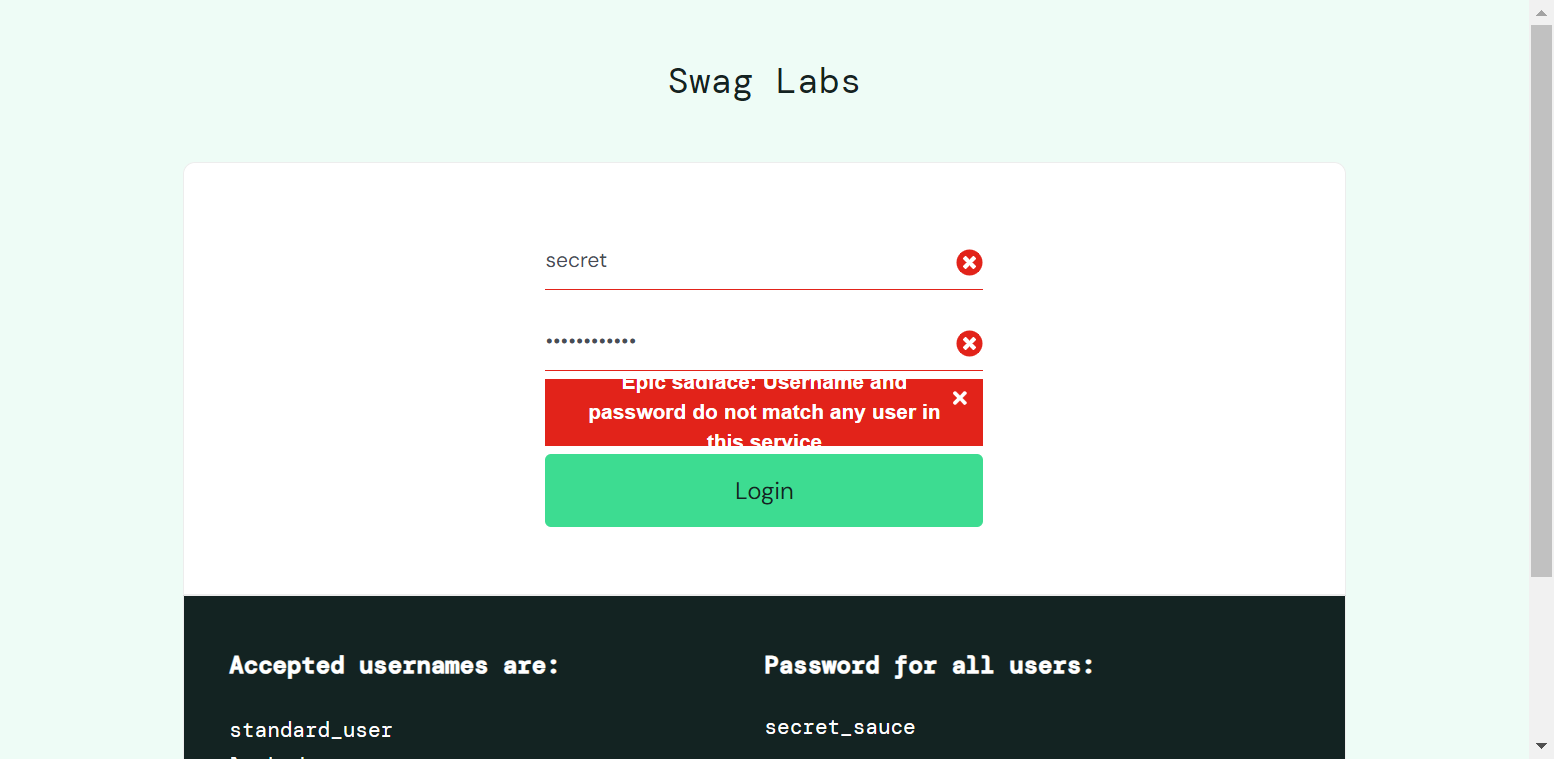 Swag Labs
secret
••••••••••••
Epic sadface: Username and
password do not match any user in
this service
Login
Accepted usernames are:
Password for all users:
standard_user
secret_sauce